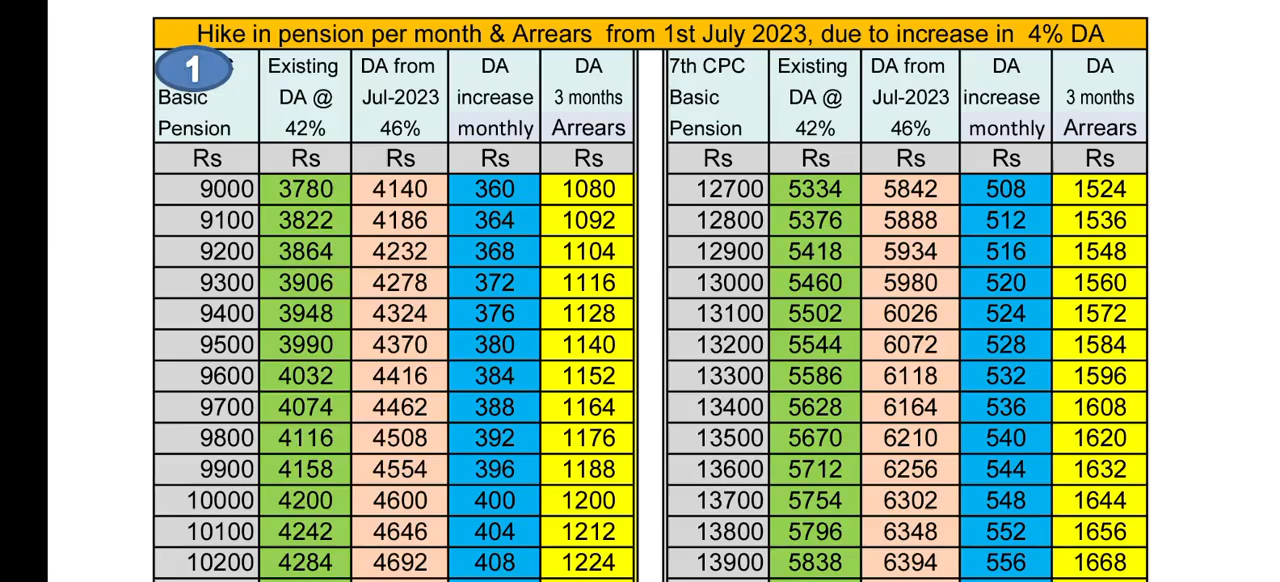 Hike in pension per month & Arrears from 1st July 2023, due to increase in 4% DA
1 Existing DA from DA DA 7th CPC Existing DA from DA DA
Basic DA @ Jul-2023 increase 3 months Basic DA @ Jul-2023 increase 3 months
Pension 42% 46% monthly Arrears Pension 42% 46% monthly Arrears
Rs Rs Rs Rs Rs Rs Rs Rs Rs Rs
9000 3780 4140 360 1080 12700 5334 5842 508 1524
9100 3822 4186 364 1092 12800 5376 5888 512 1536
9200 3864 4232 368 1104 12900 5418 5934 516 1548
9300 3906 4278 372 1116 13000 5460 5980 520 1560
9400 3948 4324 376 1128 13100 5502 6026 524 1572
9500 3990 4370 380 1140 13200 5544 6072 528 1584
9600 4032 4416 384 1152 13300 5586 6118 532 1596
9700 4074 4462 388 1164 13400 5628 6164 536 1608
9800 4116 4508 392 1176 13500 5670 6210 540 1620
9900 4158 4554 396 1188 13600 5712 6256 544 1632
10000 4200 4600 400 1200 13700 5754 6302 548 1644
10100 4242 4646 404 1212 13800 5796 6348 552 1656
10200 4284 4692 408 1224 13900 5838 6394 556 1668